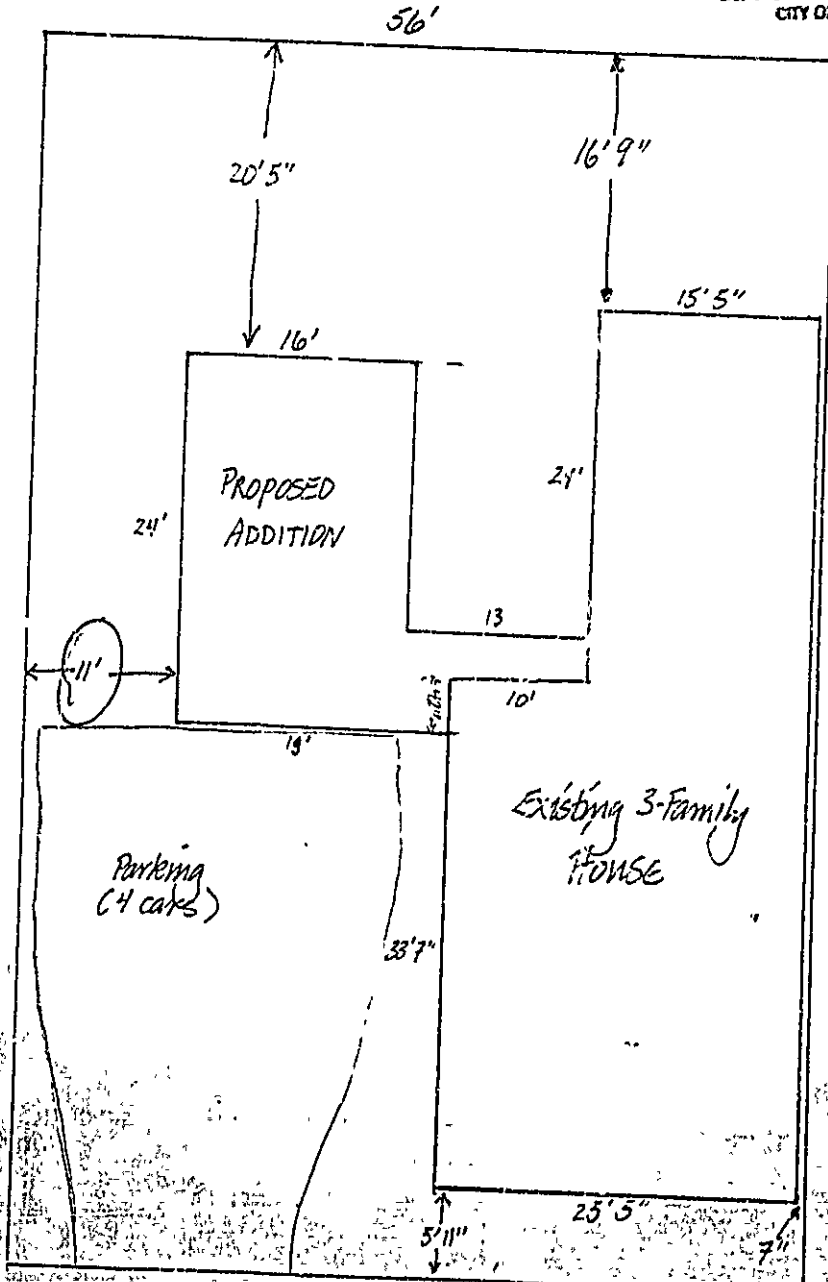 CITY O
56'
20'5"
16'9"
15'5"
16'
PROPOSED
ADDITION
24'
24'
13
11'
10'
19'
Existing 3-Family
HOUSE
Parking
(4 cars)
33'7"
25'5"
5'11"
7"